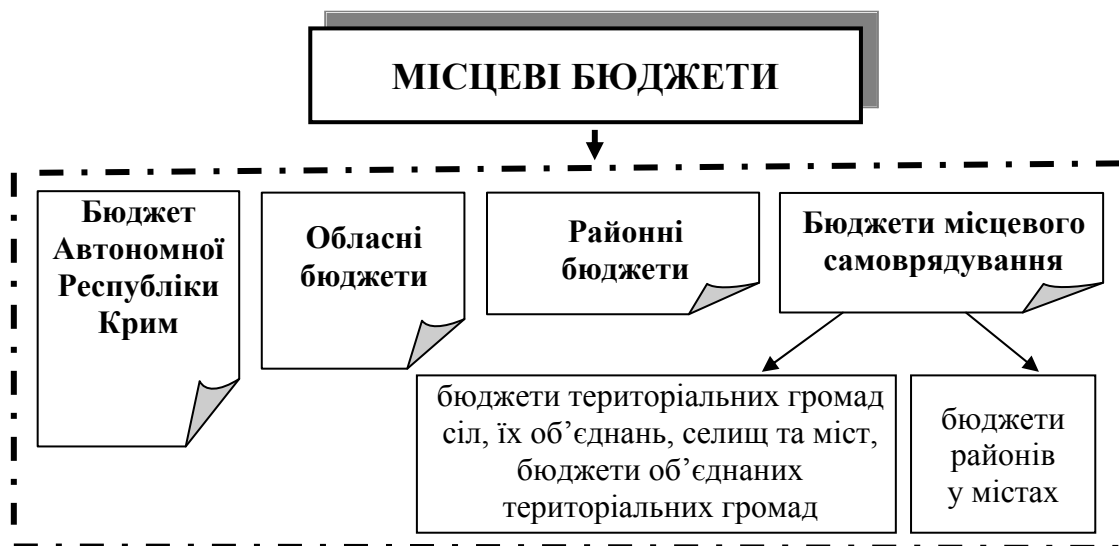 МІСЦЕВІ БЮДЖЕТИ
Бюджет
Автономної
Республіки
Крим
Обласні
бюджети
Районні
бюджети
Бюджети місцевого
самоврядування
бюджети територіальних громад
сіл, їх об’єднань, селищ та міст,
бюджети об’єднаних
територіальних громад
бюджети
районів
у містах